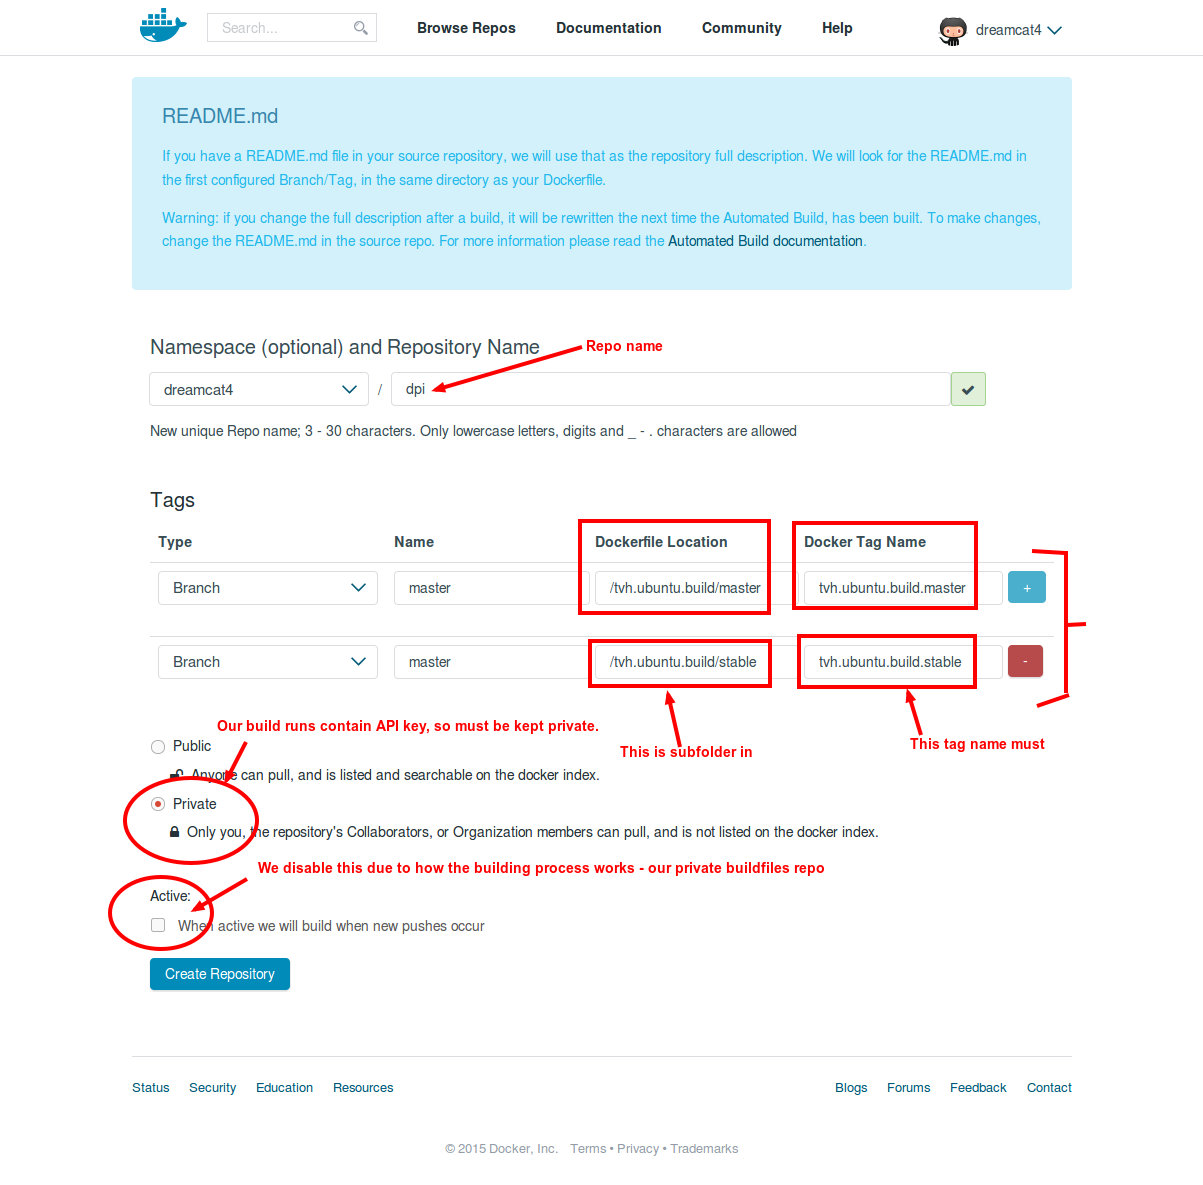 Search...
Browse Repos
Documentation
Community
Help
dreamcat4
README.md
If you have a README.md file in your source repository, we will use that as the repository full description. We will look for the README.md in
the first configured Branch/Tag, in the same directory as your Dockerfile.
Warning: if you change the full description after a build, it will be rewritten the next time the Automated Build, has been built. To make changes,
change the README.md in the source repo. For more information please read the Automated Build documentation.
Namespace (optional) and Repository Name
Repo name
dreamcat4 / dpi
New unique Repo name; 3 - 30 characters. Only lowercase letters, digits and _ - . characters are allowed
Tags
Type Name Dockerfile Location Docker Tag Name
Branch master /tvh.ubuntu.build/master tvh.ubuntu.build.master +
Branch master /tvh.ubuntu.build/stable tvh.ubuntu.build.stable -
Our build runs contain API key, so must be kept private.
This is subfolder in
This tag name must
Public
Anyone can pull, and is listed and searchable on the docker index.
Private
Only you, the repository's Collaborators, or Organization members can pull, and is not listed on the docker index.
We disable this due to how the building process works - our private buildfiles repo
Active:
When active we will build when new pushes occur
Create Repository
Status Security Education Resources
Blogs Forums Feedback Contact
© 2015 Docker, Inc. Terms • Privacy • Trademarks